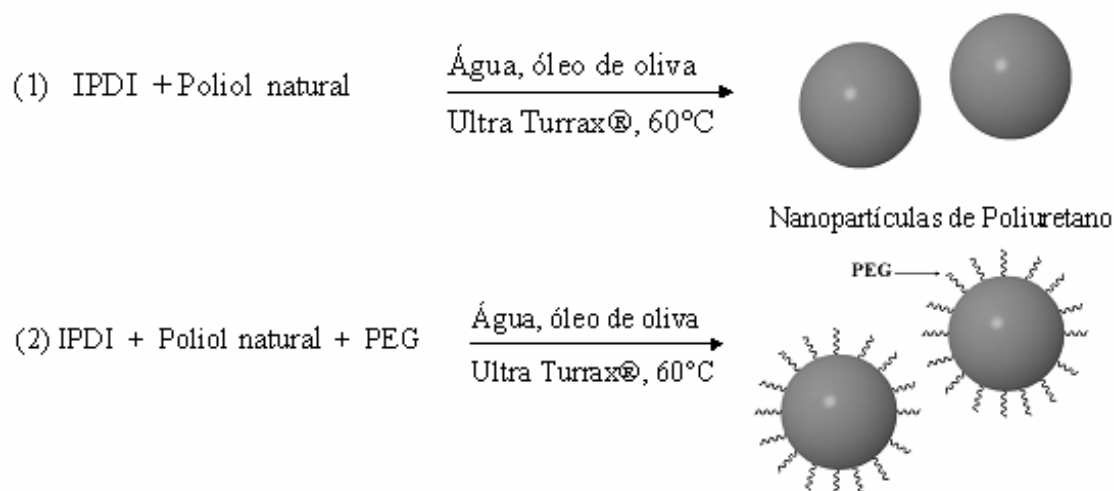 (1) IPDI + Poliol natural
Água, óleo de oliva
Ultra Turrax®, 60°C
Nanopartículas de Poliuretano
PEG
(2) IPDI + Poliol natural + PEG
Água, óleo de oliva
Ultra Turrax®, 60°C